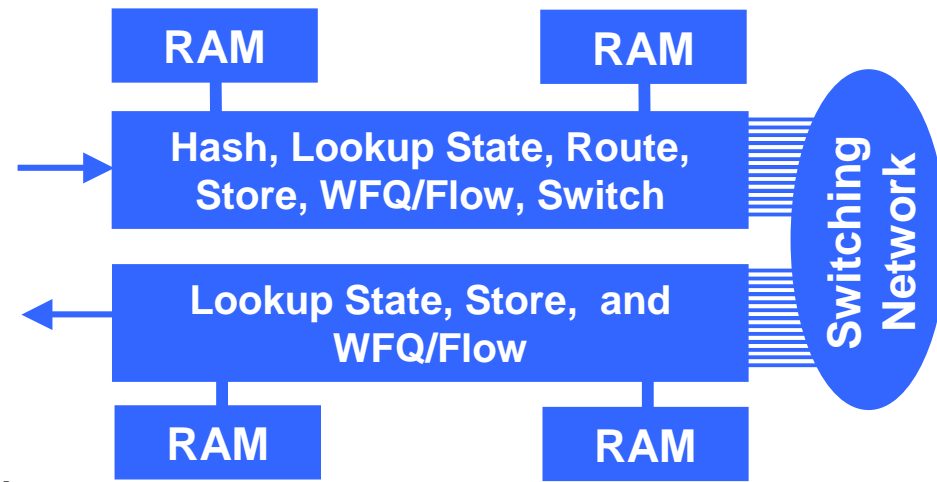 RAM
RAM
Hash, Lookup State, Route,
Store, WFQ/Flow, Switch
Switching
Network
Lookup State, Store, and
WFQ/Flow
RAM
RAM